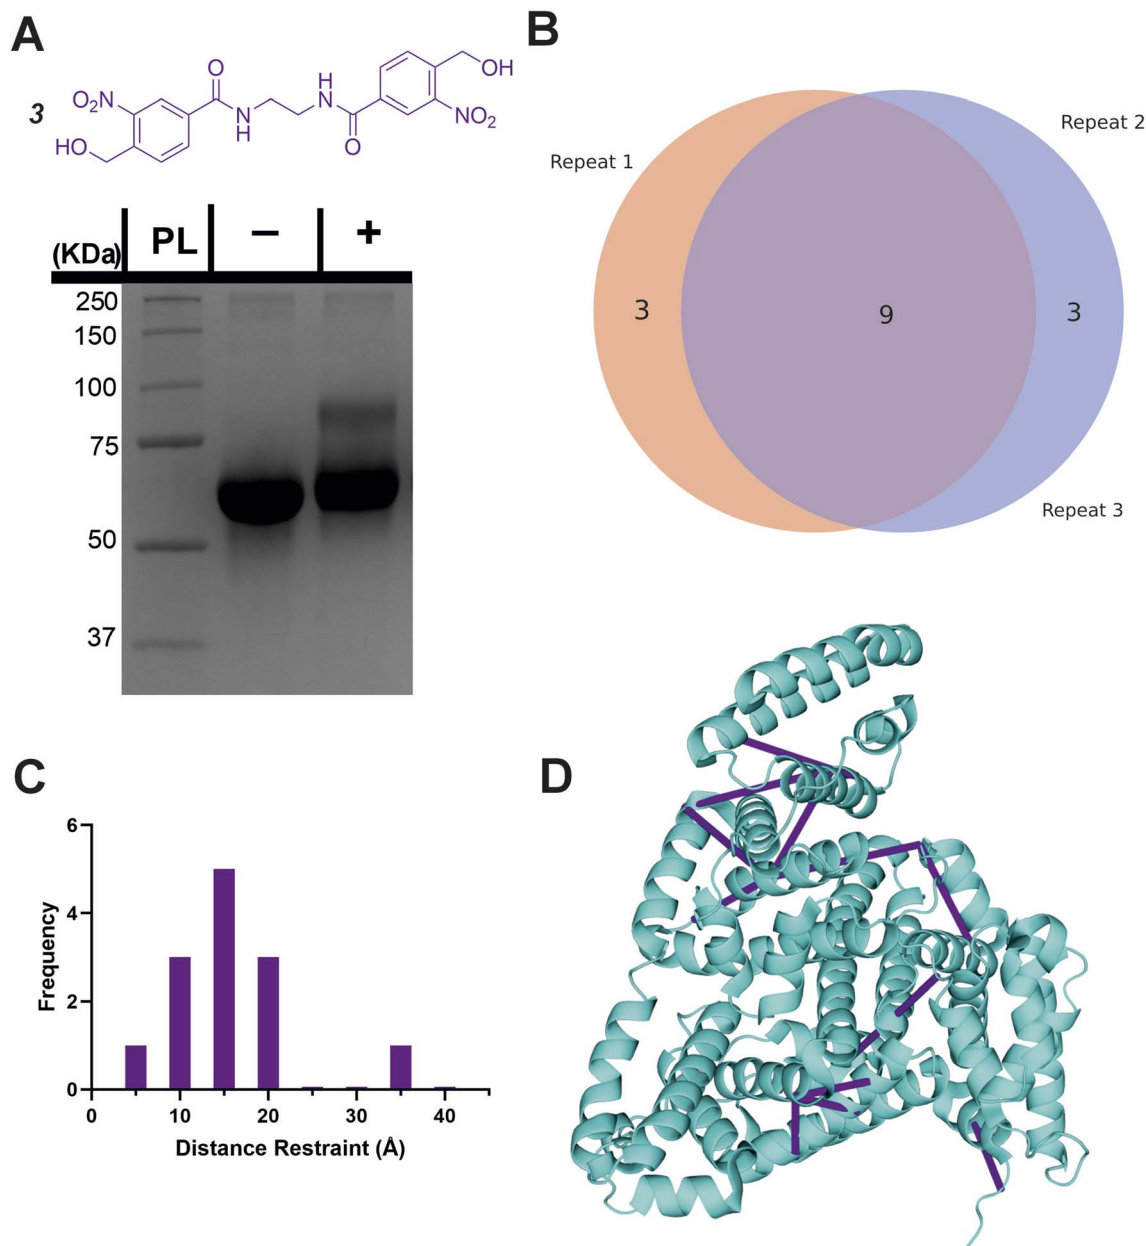 A
3
O₂N
HO
O
N
H
H
N
O
OH
NO₂
(KDa)
PL
–
+
250
150
100
75
50
37
B
Repeat 1
Repeat 2
3
9
3
Repeat 3
C
Frequency
6
4
2
0
0 10 20 30 40
Distance Restraint (Å)
D